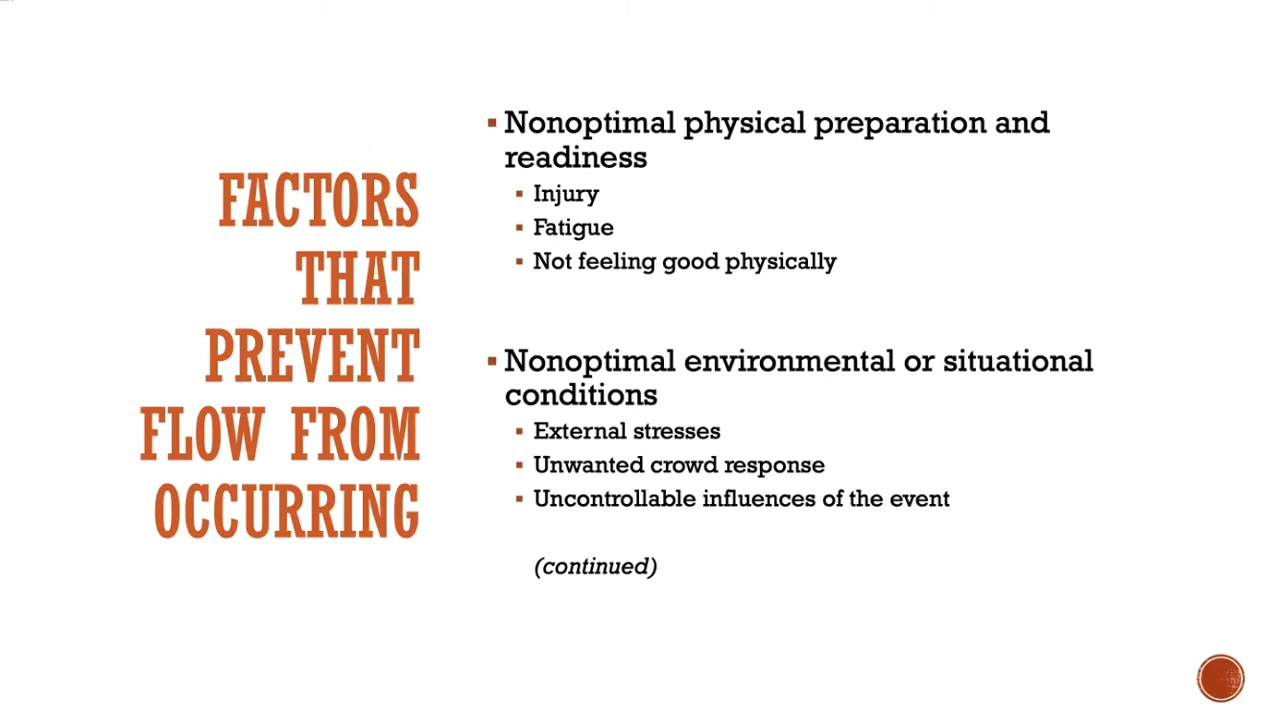 FACTORS
THAT
PREVENT
FLOW FROM
OCCURRING
▪ Nonoptimal physical preparation and
readiness
▪ Injury
▪ Fatigue
▪ Not feeling good physically
▪ Nonoptimal environmental or situational
conditions
▪ External stresses
▪ Unwanted crowd response
▪ Uncontrollable influences of the event
(continued)